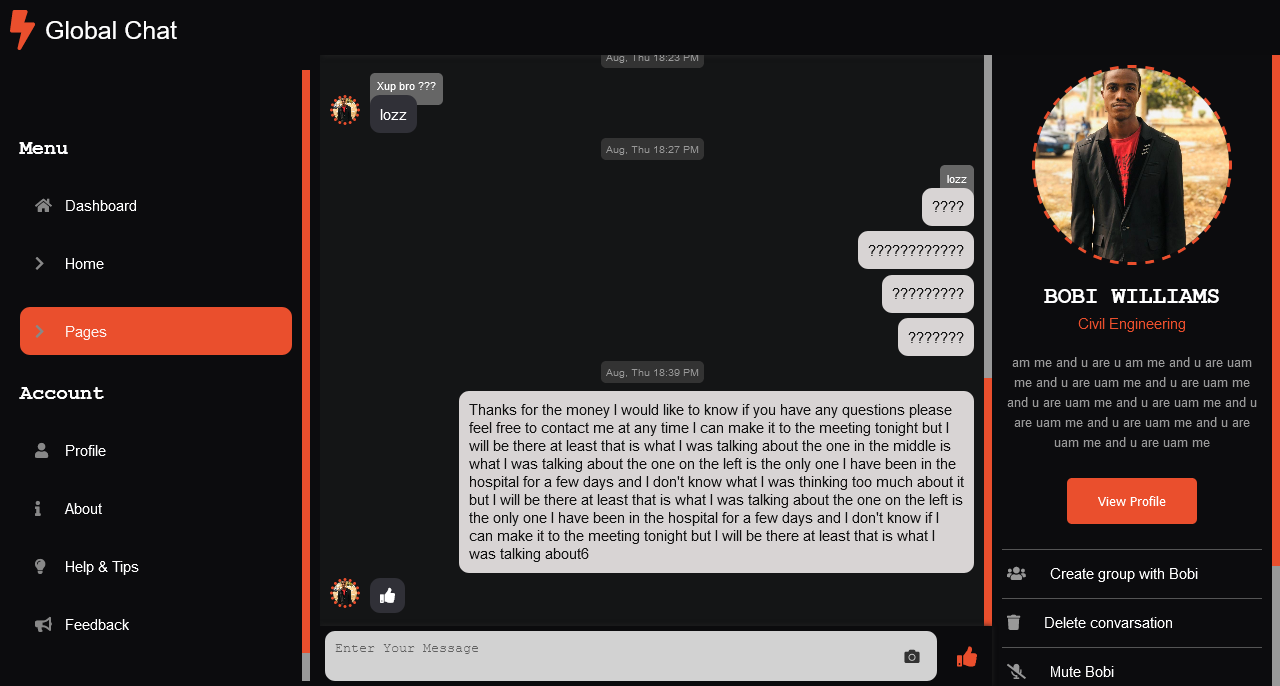 Global Chat
Menu
Dashboard
Home
Pages
Account
Profile
About
Help & Tips
Feedback
Aug, Thu 18:23 PM
Xup bro ???
lozz
Aug, Thu 18:27 PM
lozz
????
????????????
?????????
???????
Aug, Thu 18:39 PM
Thanks for the money I would like to know if you have any questions please
feel free to contact me at any time I can make it to the meeting tonight but I
will be there at least that is what I was talking about the one in the middle is
what I was talking about the one on the left is the only one I have been in the
hospital for a few days and I don't know what I was thinking too much about it
but I will be there at least that is what I was talking about the one on the left is
the only one I have been in the hospital for a few days and I don't know if I
can make it to the meeting tonight but I will be there at least that is what I
was talking about6
Enter Your Message
BOBI WILLIAMS
Civil Engineering
am me and u are u am me and u are uam
me and u are uam me and u are uam me
and u are uam me and u are uam me and u
are uam me and u are uam me and u are
uam me and u are uam me
View Profile
Create group with Bobi
Delete convarsation
Mute Bobi